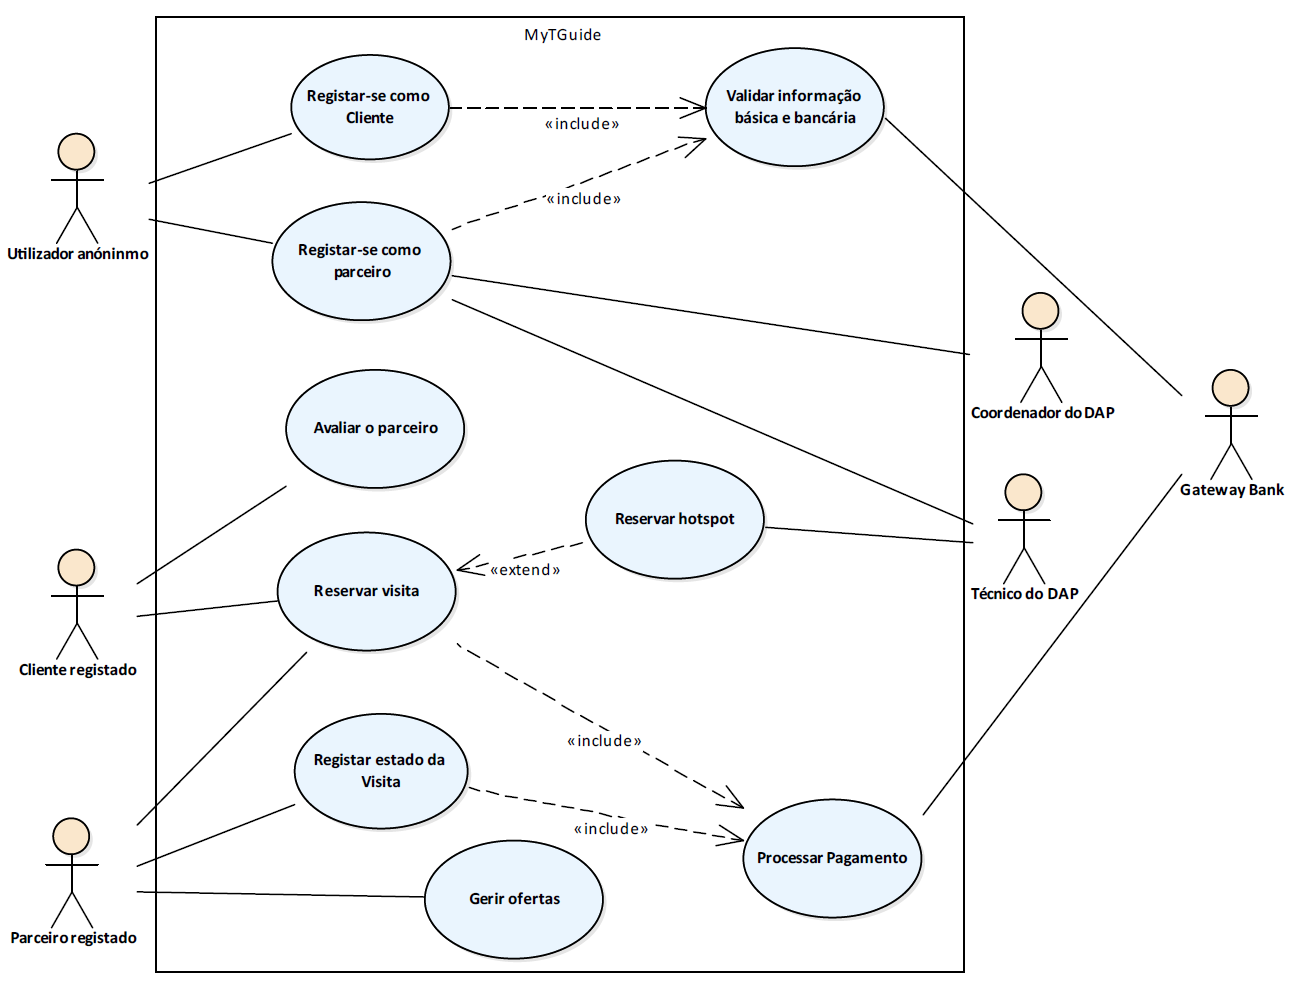 MyTGuide
Registar-se como
Cliente
Validar informação
básica e bancária
«include»
«include»
Utilizador anóninmo
Registar-se como
parceiro
Coordenador do DAP
Avaliar o parceiro
Gateway Bank
Reservar hotspot
«extend»
Técnico do DAP
Reservar visita
Cliente registado
«include»
Registar estado da
Visita
«include»
Processar Pagamento
Gerir ofertas
Parceiro registado